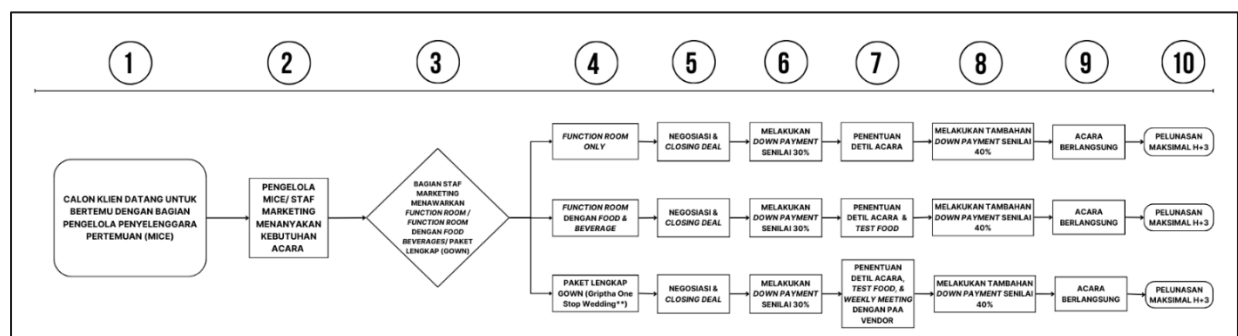 1 2 3 4 5 6 7 8 9 10
CALON KLIEN DATANG UNTUK
BERTEMU DENGAN BAGIAN
PENGELOLA PENYELENGGARA
PERTEMUAN (MICE)
PENGELOLA
MICE/ STAF
MARKETING
MENANYAKAN
KEBUTUHAN
ACARA
BAGIAN STAF
MARKETING
MENAWARKAN
FUNCTION ROOM /
FUNCTION ROOM
DENGAN FOOD
BEVERAGES/ PAKET
LENGKAP (GOWN)
FUNCTION ROOM
ONLY
NEGOSIASI &
CLOSING DEAL
MELAKUKAN
DOWN PAYMENT
SENILAI 30%
PENENTUAN
DETIL ACARA
MELAKUKAN TAMBAHAN
DOWN PAYMENT SENILAI
40%
ACARA
BERLANGSUNG
PELUNASAN
MAKSIMAL H+3
FUNCTION ROOM
DENGAN FOOD &
BEVERAGE
NEGOSIASI &
CLOSING DEAL
MELAKUKAN
DOWN PAYMENT
SENILAI 30%
PENENTUAN
DETIL ACARA &
TEST FOOD
MELAKUKAN TAMBAHAN
DOWN PAYMENT SENILAI
40%
ACARA
BERLANGSUNG
PELUNASAN
MAKSIMAL H+3
PAKET LENGKAP
GOWN (Griptha One
Stop Wedding**)
NEGOSIASI &
CLOSING DEAL
MELAKUKAN
DOWN PAYMENT
SENILAI 30%
PENENTUAN
DETIL ACARA,
TEST FOOD, &
WEEKLY MEETING
DENGAN PAA
VENDOR
MELAKUKAN TAMBAHAN
DOWN PAYMENT SENILAI
40%
ACARA
BERLANGSUNG
PELUNASAN
MAKSIMAL H+3